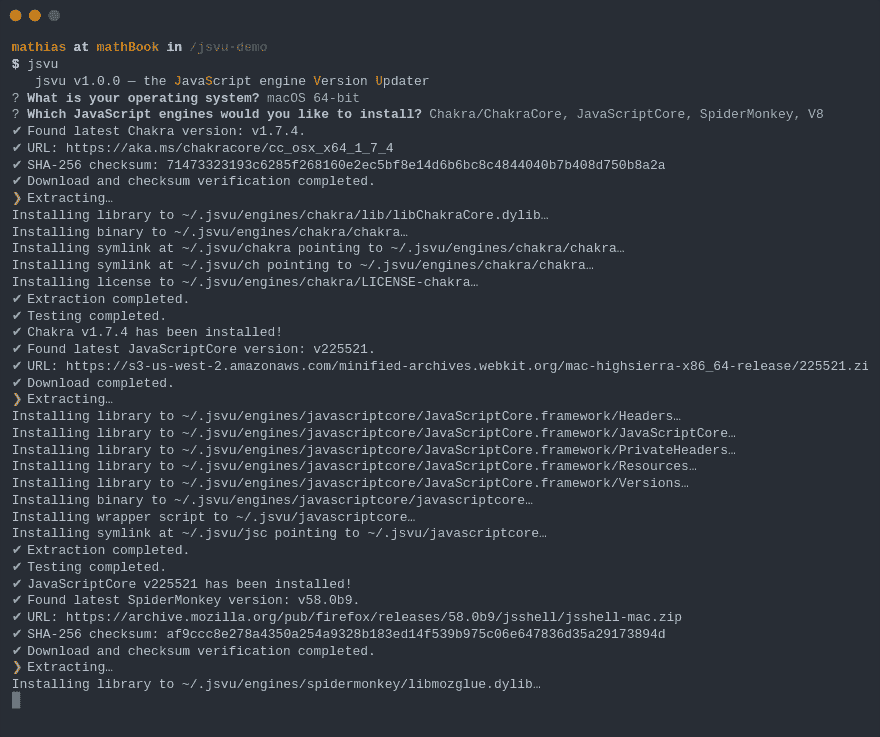 mathias at mathBook in /jsvu-demo
$ jsvu
jsvu v1.0.0 — the JavaScript engine Version Updater
? What is your operating system? macOS 64-bit
? Which JavaScript engines would you like to install? Chakra/ChakraCore, JavaScriptCore, SpiderMonkey, V8
✔ Found latest Chakra version: v1.7.4.
✔ URL: https://aka.ms/chakracore/cc_osx_x64_1_7_4
✔ SHA-256 checksum: 71473323193c6285f268160e2ec5bf8e14d6b6bc8c4844040b7b408d750b8a2a
✔ Download and checksum verification completed.
❯ Extracting…
Installing library to ~/.jsvu/engines/chakra/lib/libChakraCore.dylib…
Installing binary to ~/.jsvu/engines/chakra/chakra…
Installing symlink at ~/.jsvu/chakra pointing to ~/.jsvu/engines/chakra/chakra…
Installing symlink at ~/.jsvu/ch pointing to ~/.jsvu/engines/chakra/chakra…
Installing license to ~/.jsvu/engines/chakra/LICENSE-chakra…
✔ Extraction completed.
✔ Testing completed.
✔ Chakra v1.7.4 has been installed!
✔ Found latest JavaScriptCore version: v225521.
✔ URL: https://s3-us-west-2.amazonaws.com/minified-archives.webkit.org/mac-highsierra-x86_64-release/225521.zi
✔ Download completed.
❯ Extracting…
Installing library to ~/.jsvu/engines/javascriptcore/JavaScriptCore.framework/Headers…
Installing library to ~/.jsvu/engines/javascriptcore/JavaScriptCore.framework/JavaScriptCore…
Installing library to ~/.jsvu/engines/javascriptcore/JavaScriptCore.framework/PrivateHeaders…
Installing library to ~/.jsvu/engines/javascriptcore/JavaScriptCore.framework/Resources…
Installing library to ~/.jsvu/engines/javascriptcore/JavaScriptCore.framework/Versions…
Installing binary to ~/.jsvu/engines/javascriptcore/javascriptcore…
Installing wrapper script to ~/.jsvu/javascriptcore…
Installing symlink at ~/.jsvu/jsc pointing to ~/.jsvu/javascriptcore…
✔ Extraction completed.
✔ Testing completed.
✔ JavaScriptCore v225521 has been installed!
✔ Found latest SpiderMonkey version: v58.0b9.
✔ URL: https://archive.mozilla.org/pub/firefox/releases/58.0b9/jsshell/jsshell-mac.zip
✔ SHA-256 checksum: af9ccc8e278a4350a254a9328b183ed14f539b975c06e647836d35a29173894d
✔ Download and checksum verification completed.
❯ Extracting…
Installing library to ~/.jsvu/engines/spidermonkey/libmozglue.dylib…